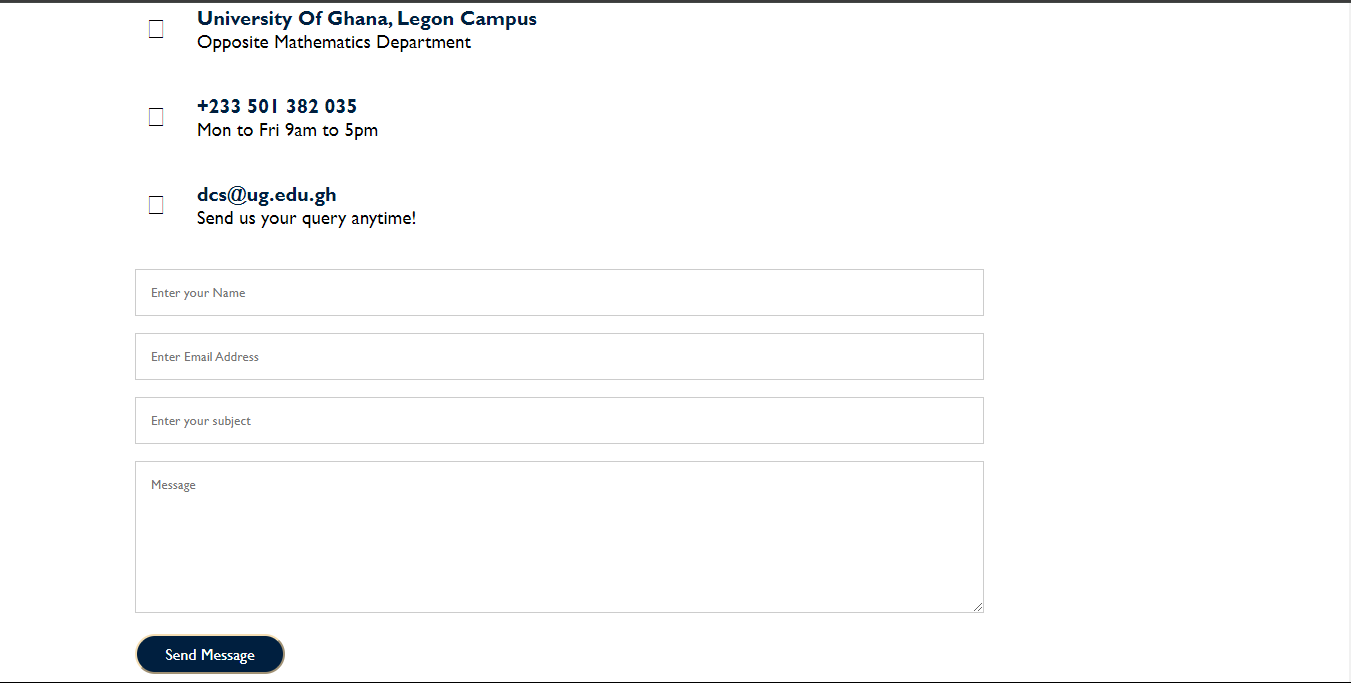 University Of Ghana, Legon Campus
Opposite Mathematics Department
+233 501 382 035
Mon to Fri 9am to 5pm
dcs@ug.edu.gh
Send us your query anytime!
Enter your Name
Enter Email Address
Enter your subject
Message
Send Message